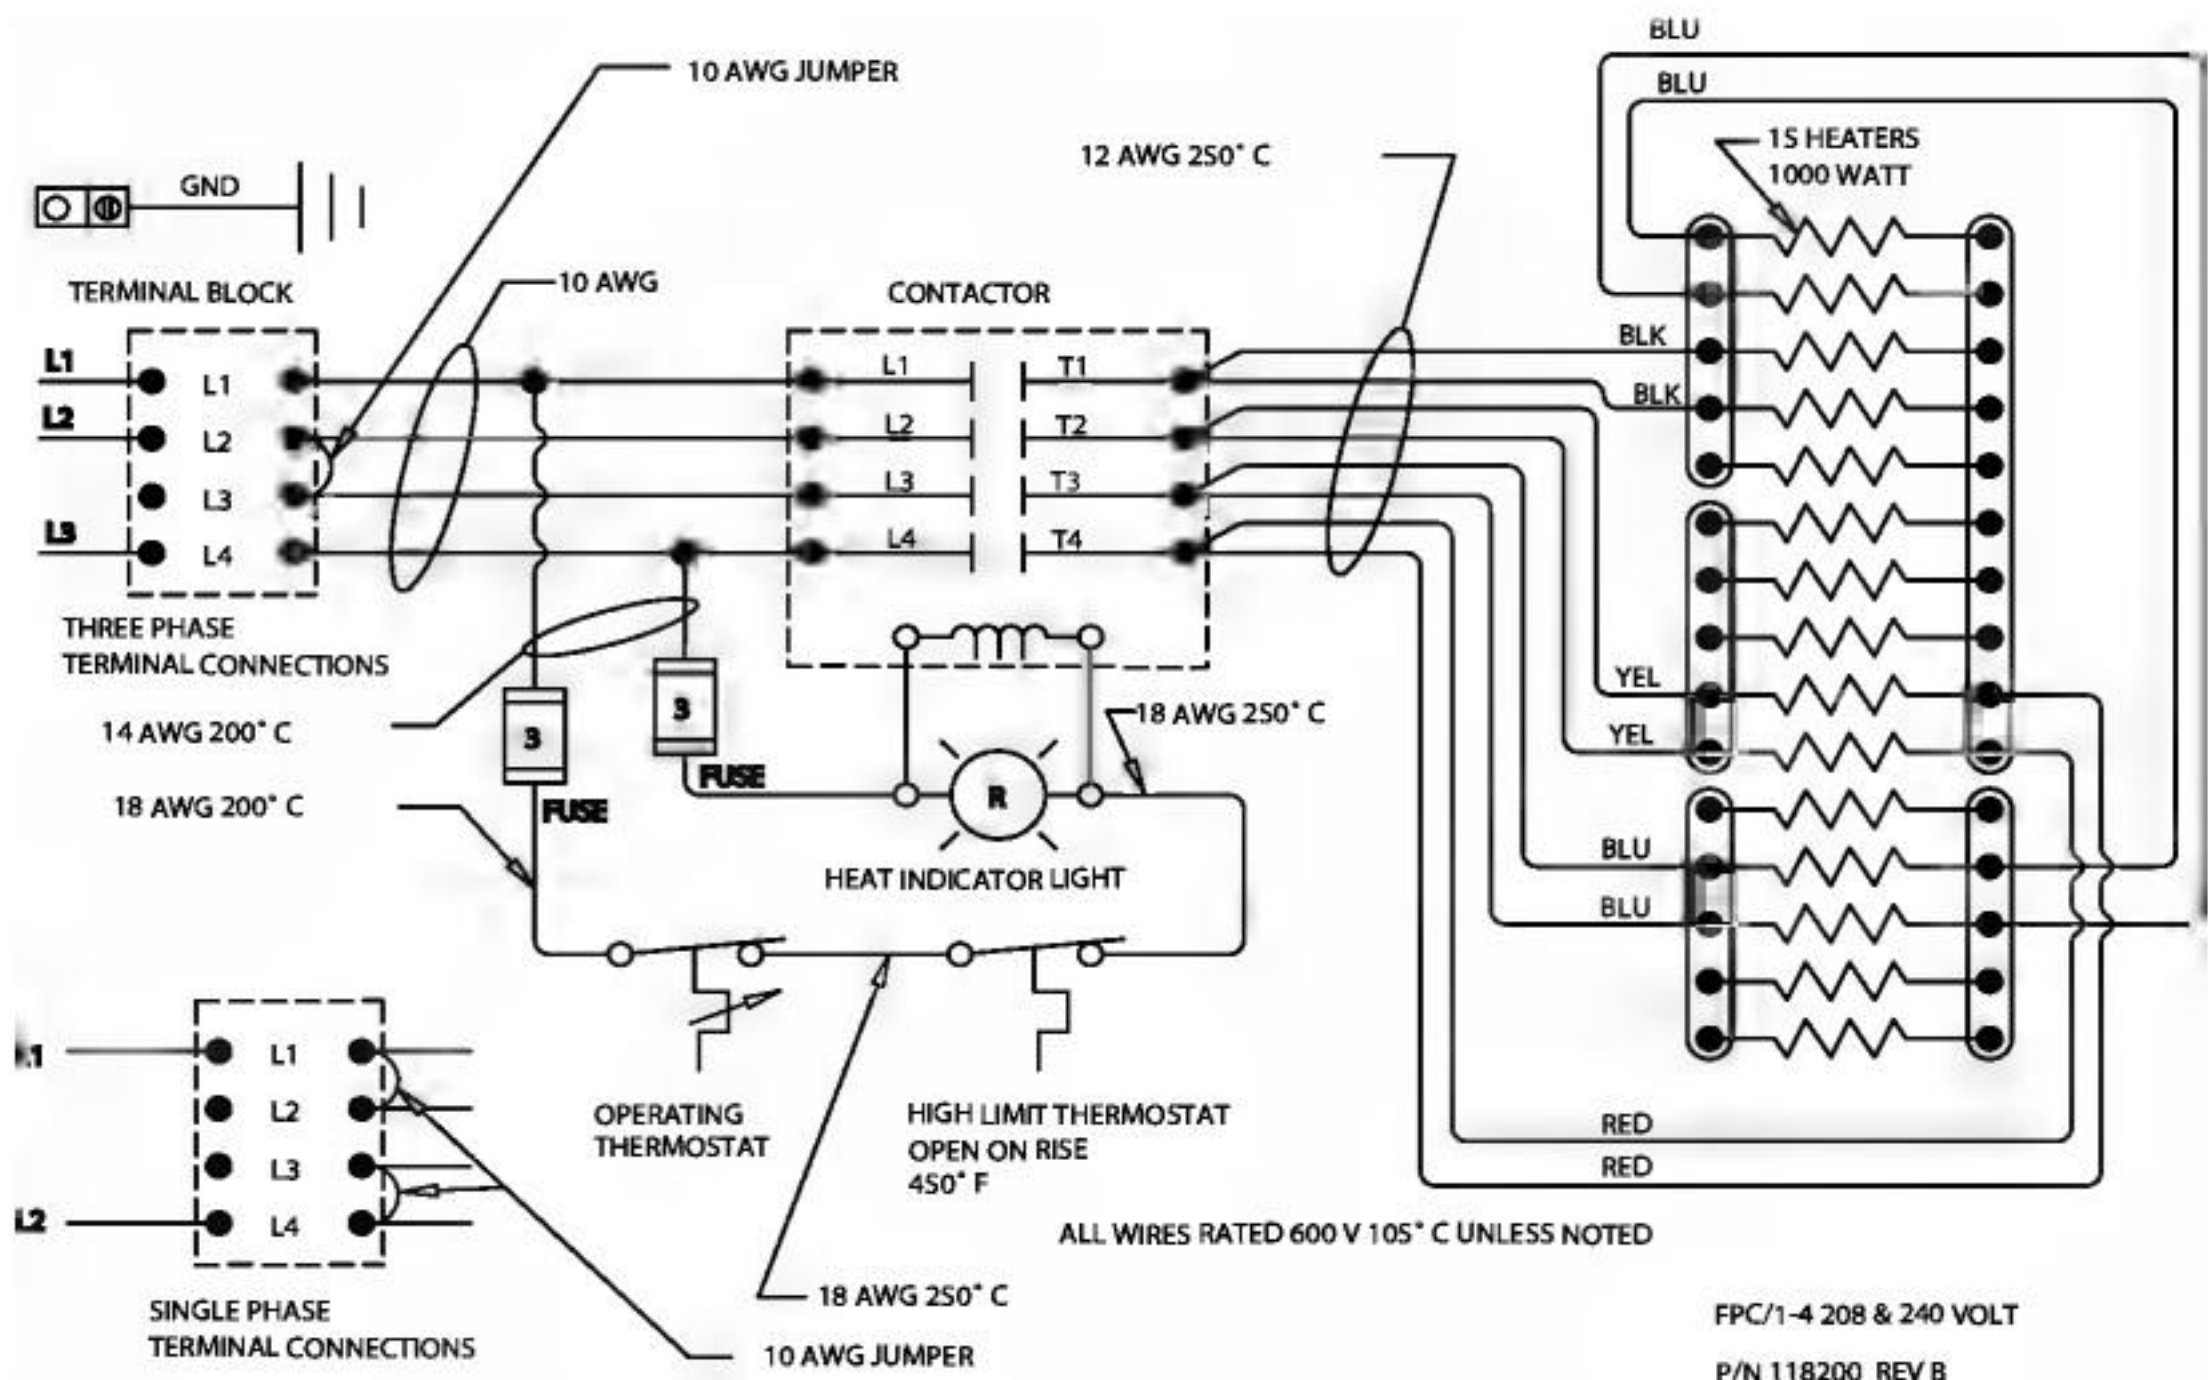 BLU
BLU
10 AWG JUMPER
15 HEATERS
1000 WATT
12 AWG 250° C
GND
TERMINAL BLOCK
10 AWG
CONTACTOR
BLK
BLK
L1
L1
L1
T1
L2
L2
L2
T2
L3
L3
T3
L3
L4
L4
T4
THREE PHASE
TERMINAL CONNECTIONS
14 AWG 200° C
3
3
FUSE
FUSE
18 AWG 250° C
YEL
YEL
R
18 AWG 200° C
HEAT INDICATOR LIGHT
BLU
BLU
L1
L2
L3
L2
L4
OPERATING
THERMOSTAT
HIGH LIMIT THERMOSTAT
OPEN ON RISE
450° F
RED
RED
ALL WIRES RATED 600 V 105° C UNLESS NOTED
SINGLE PHASE
TERMINAL CONNECTIONS
18 AWG 250° C
10 AWG JUMPER
FPC/1-4 208 & 240 VOLT
P/N 118200 REV B